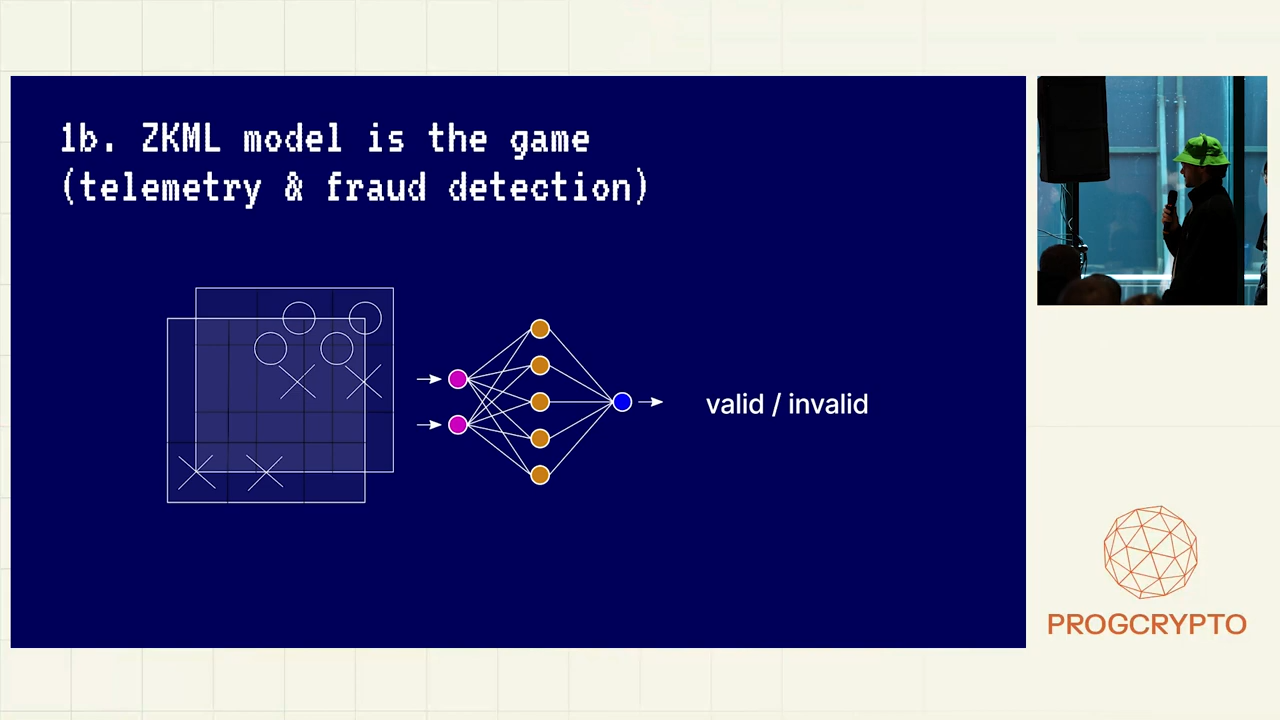 1b. ZKML model is the game
(telemetry & fraud detection)
valid / invalid
PROGCRYPTO